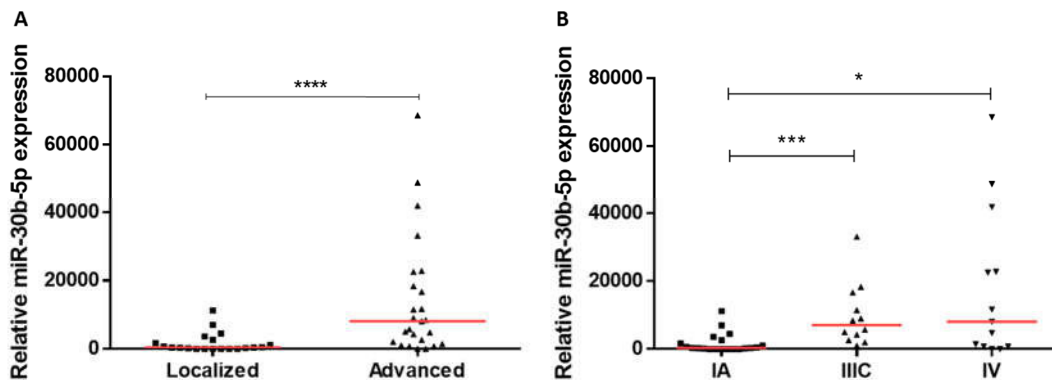 A
Relative miR-30b-5p expression
80000
60000
40000
20000
0
****
Localized
Advanced
B
Relative miR-30b-5p expression
80000
60000
40000
20000
0
*
***
IA
IIIC
IV